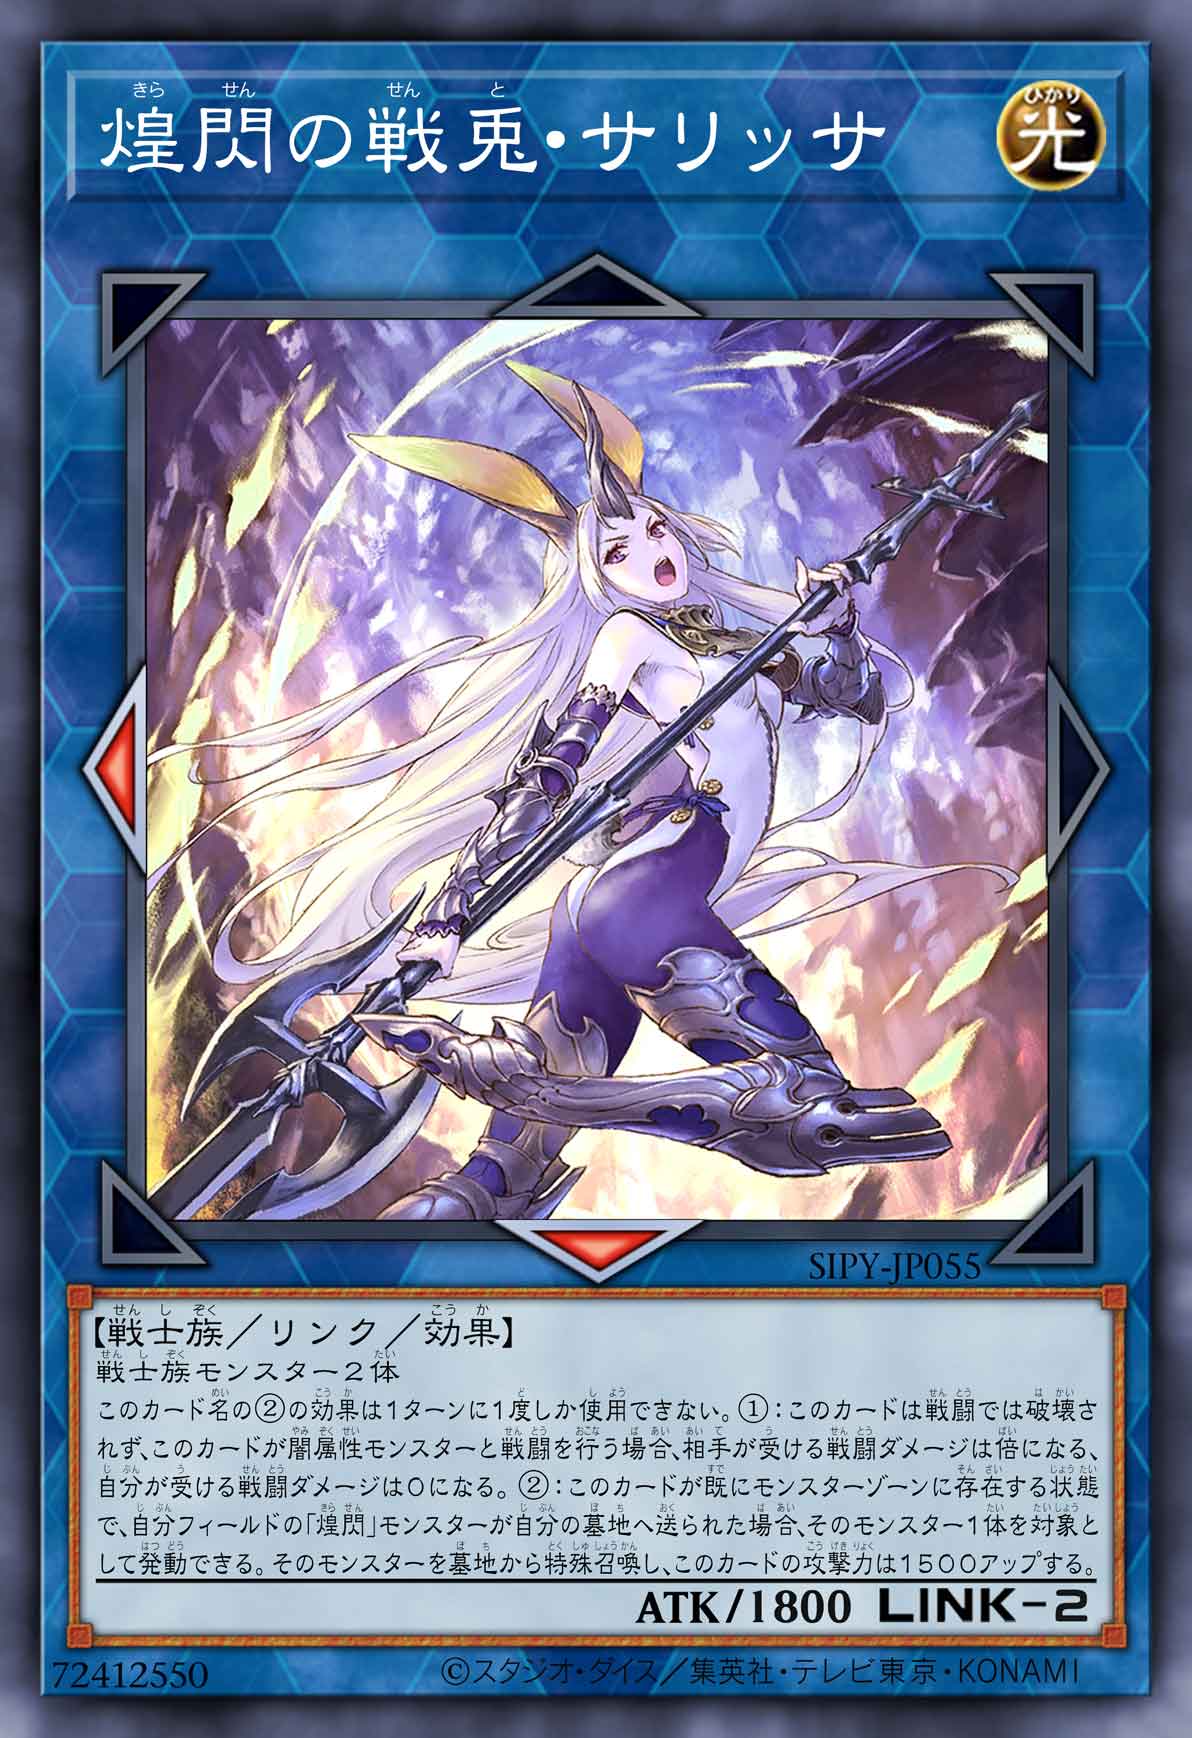 煌閃の戦兎・サリッサ
光
SIPY-JP055
【戦士族／リンク／効果】
戦士族モンスター２体
このカード名の②の効果は１ターンに１度しか使用できない。①：このカードは戦闘では破壊さ
れず、このカードが闇属性モンスターと戦闘を行う場合、相手が受ける戦闘ダメージは倍になる、
自分が受ける戦闘ダメージは０になる。②：このカードが既にモンスターゾーンに存在する状態
で、自分フィールドの「煌閃」モンスターが自分の墓地へ送られた場合、そのモンスター１体を対象と
して発動できる。そのモンスターを墓地から特殊召喚し、このカードの攻撃力は１５００アップする。
ATK/1800 LINK-2
72412550 ©スタジオ・ダイス／集英社・テレビ東京・KONAMI